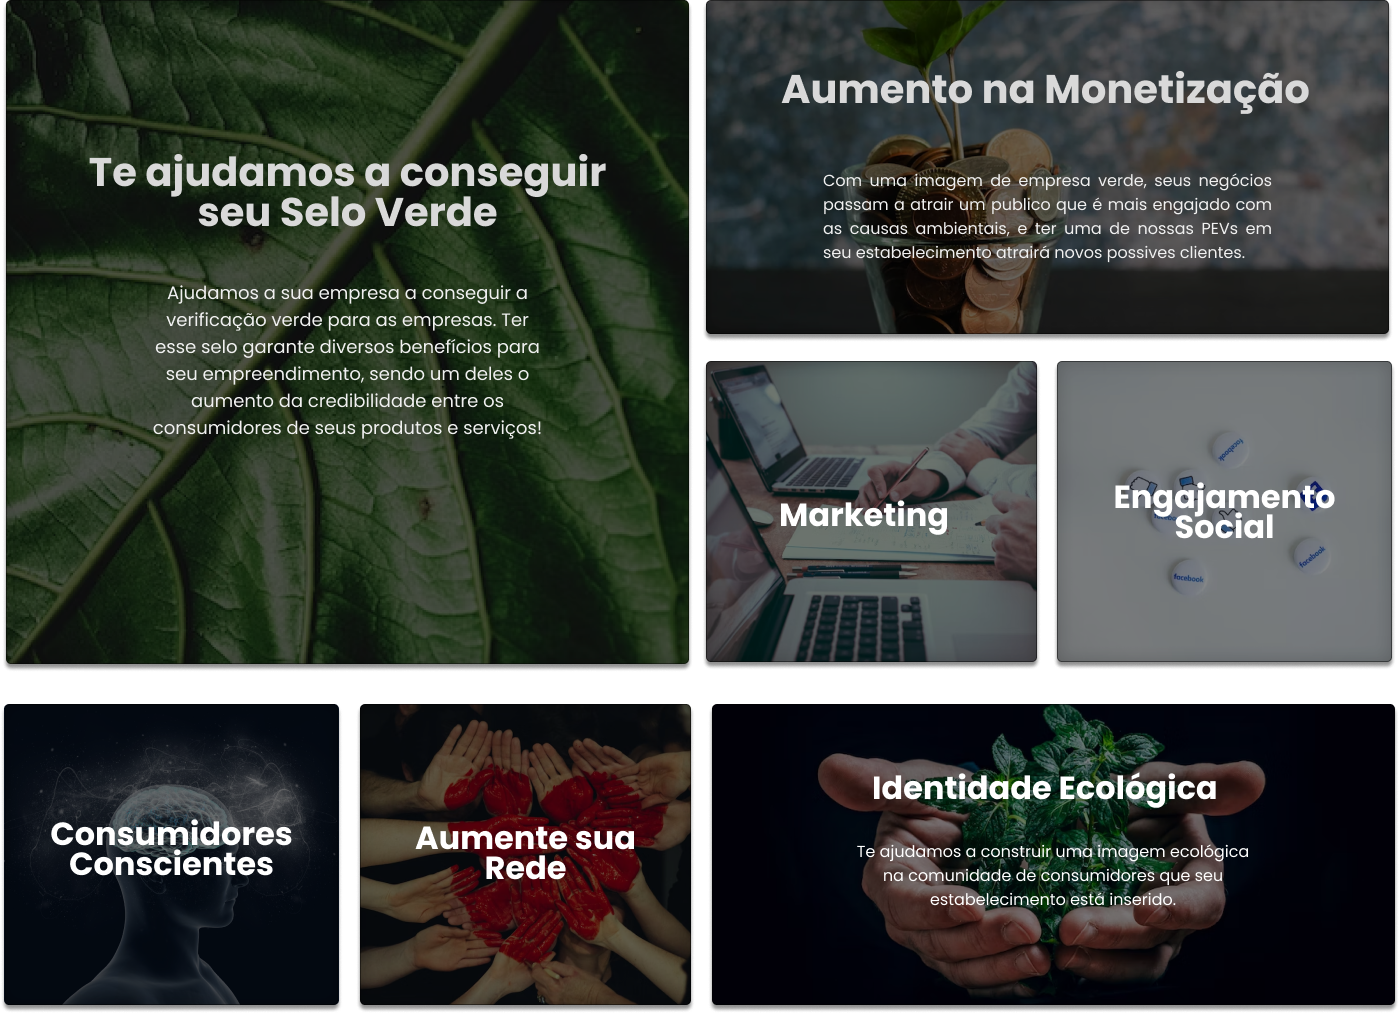 Te ajudamos a conseguir
seu Selo Verde
Ajudamos a sua empresa a conseguir a
verificação verde para as empresas. Ter
esse selo garante diversos benefícios para
seu empreendimento, sendo um deles o
aumento da credibilidade entre os
consumidores de seus produtos e serviços!
Aumento na Monetização
Com uma imagem de empresa verde, seus negócios
passam a atrair um publico que é mais engajado com
as causas ambientais, e ter uma de nossas PEVs em
seu estabelecimento atrairá novos possives clientes.
Marketing
facebook
Engajamento
Social
facebook
facebook
Consumidores
Conscientes
Aumente sua
Rede
Identidade Ecológica
Te ajudamos a construir uma imagem ecológica
na comunidade de consumidores que seu
estabelecimento está inserido.